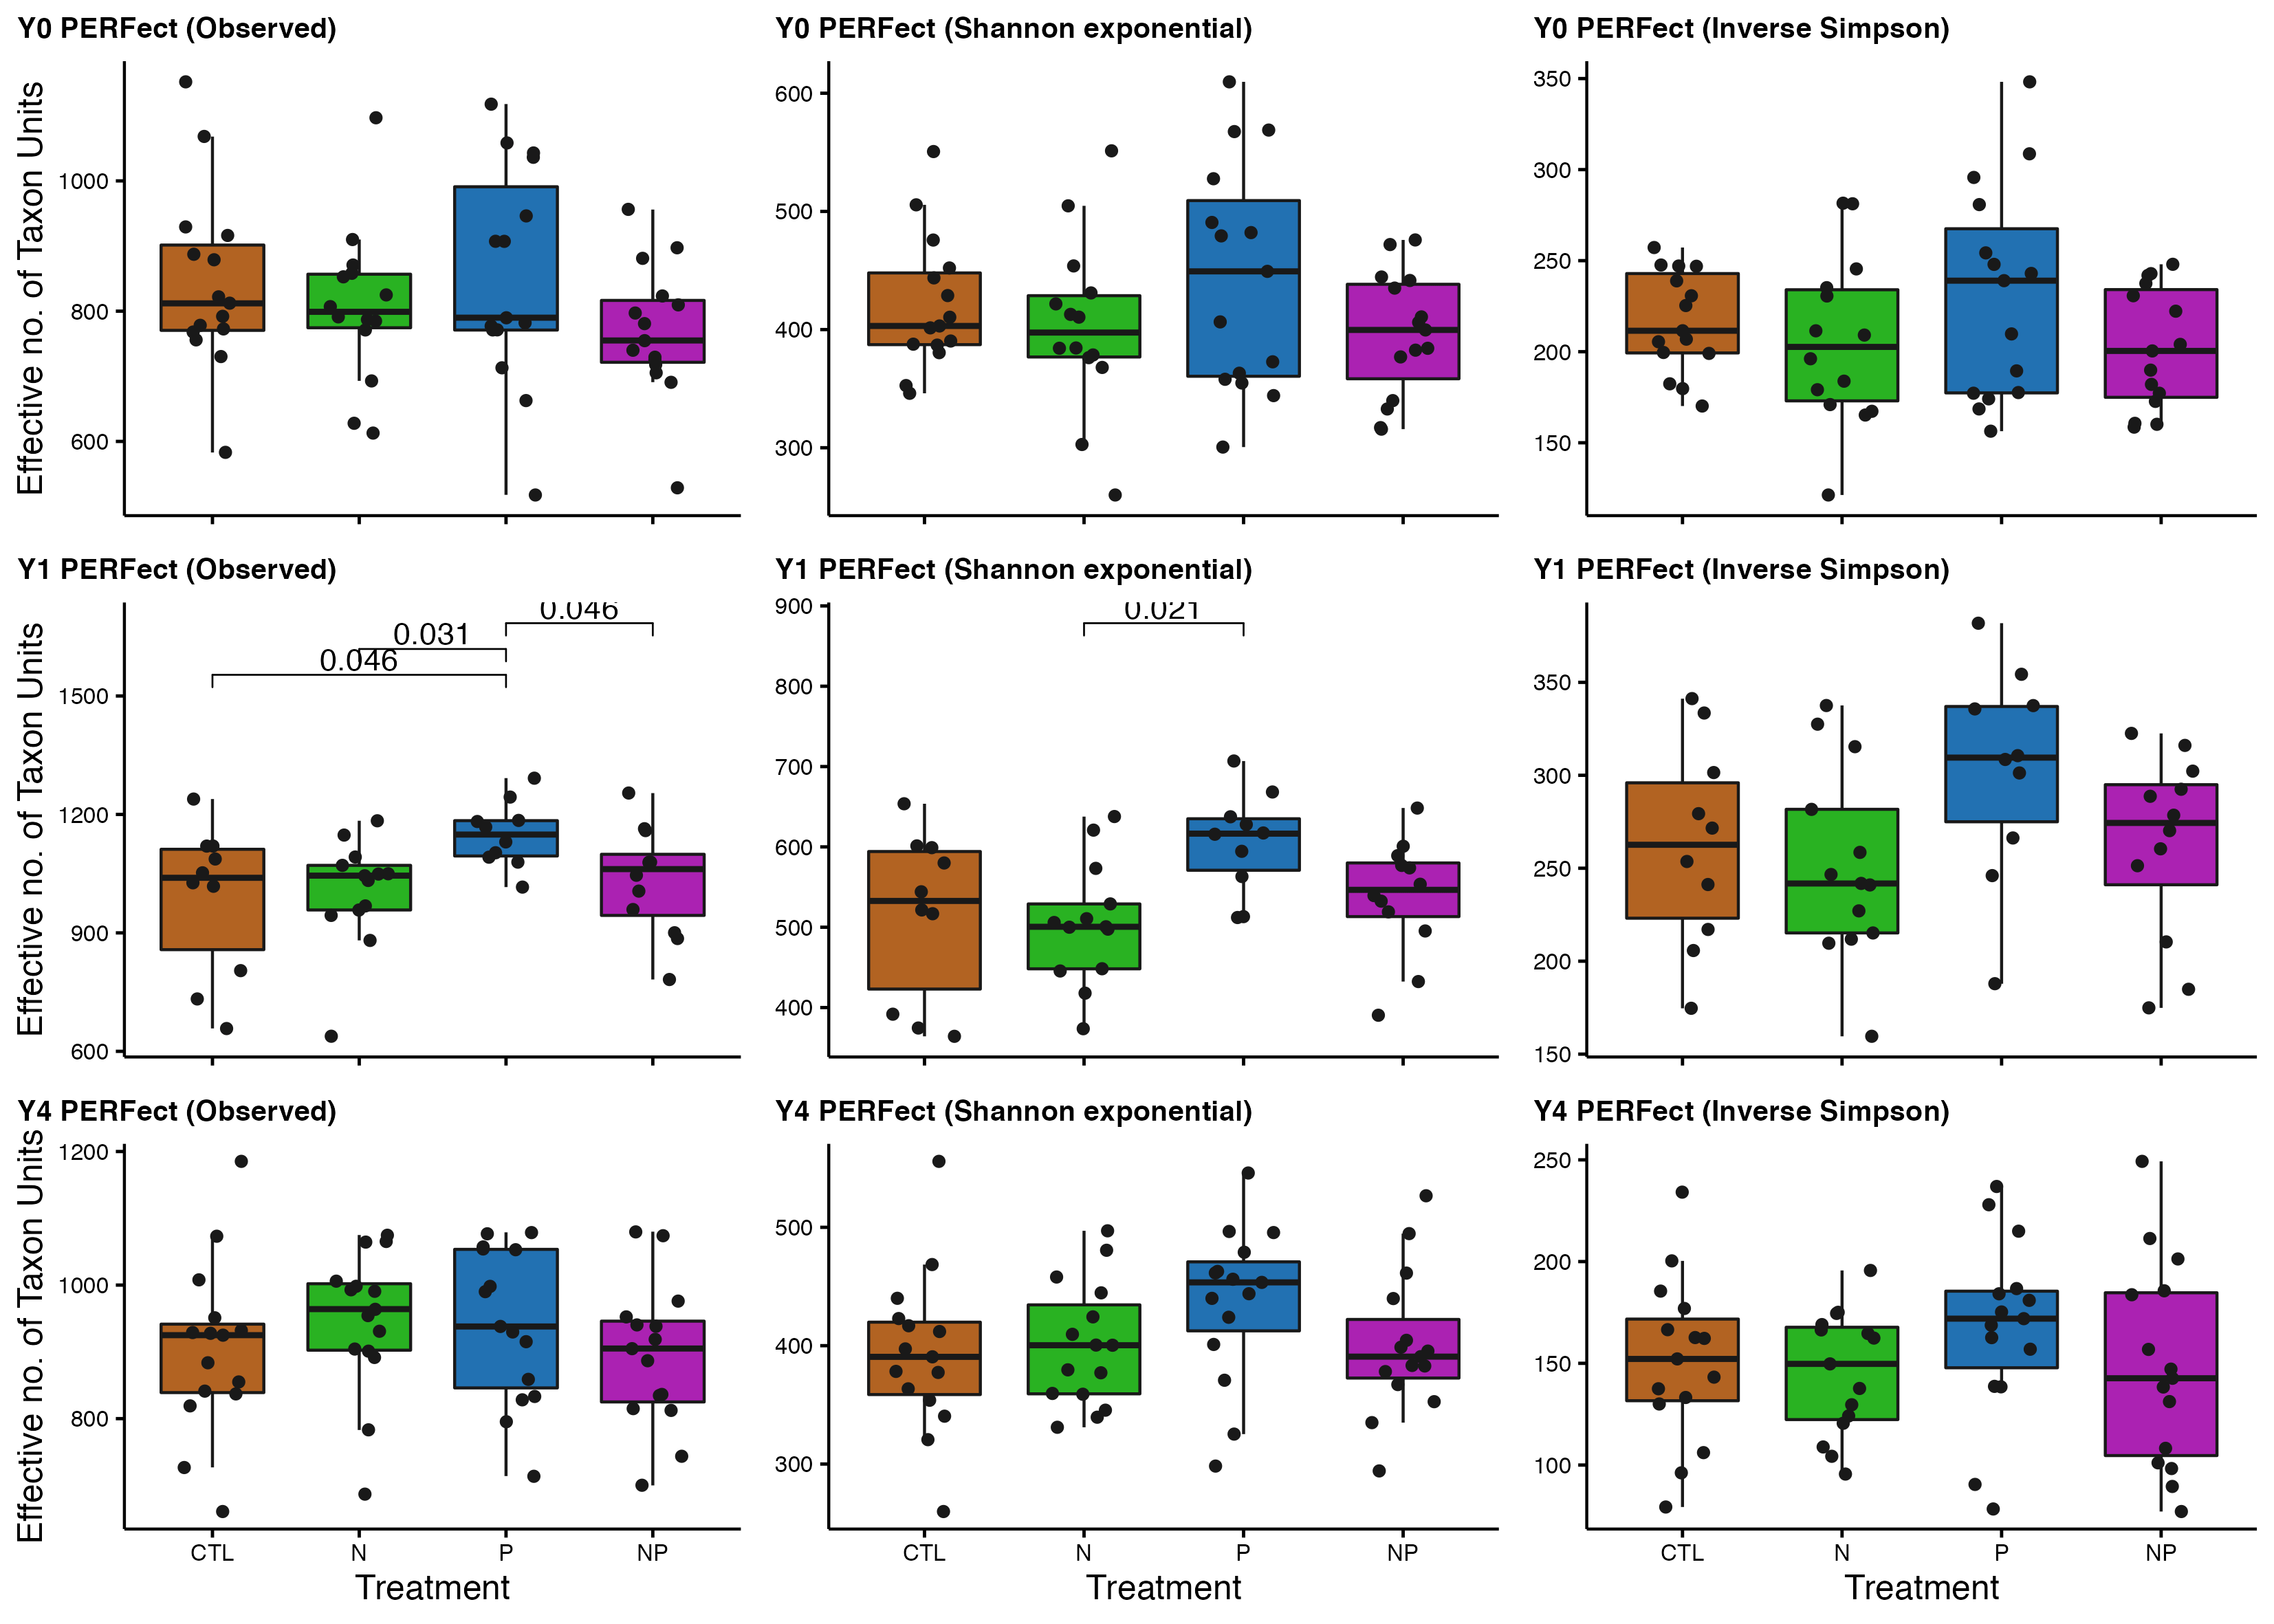 Y0 PERFect (Observed)
Effective no. of Taxon Units
1000
800
600
Y0 PERFect (Shannon exponential)
600
500
400
300
Y0 PERFect (Inverse Simpson)
350
300
250
200
150
Y1 PERFect (Observed)
Effective no. of Taxon Units
1500
1200
900
600
0.046
0.031
0.046
Y1 PERFect (Shannon exponential)
900
800
700
600
500
400
0.021
Y1 PERFect (Inverse Simpson)
350
300
250
200
150
Y4 PERFect (Observed)
Effective no. of Taxon Units
1200
1000
800
CTL N P NP
Treatment
Y4 PERFect (Shannon exponential)
500
400
300
CTL N P NP
Treatment
Y4 PERFect (Inverse Simpson)
250
200
150
100
CTL N P NP
Treatment